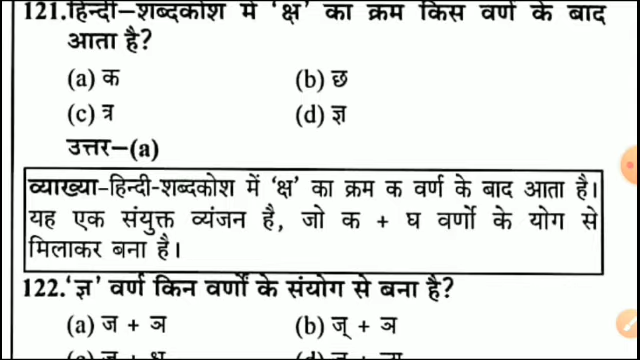 121.हिन्दी–शब्दकोश में ‘क्ष’ का क्रम किस वर्ण के बाद
आता है?
(a) क (b) छ
(c) त्र (d) ज्ञ
उत्तर–(a)
व्याख्या-हिन्दी-शब्दकोश में ‘क्ष’ का क्रम क वर्ण के बाद आता है।
यह एक संयुक्त व्यंजन है, जो क + घ वर्णो के योग से
मिलाकर बना है।
122.‘ज्ञ’ वर्ण किन वर्णों के संयोग से बना है?
(a) ज + ञ (b) ज् + ञ